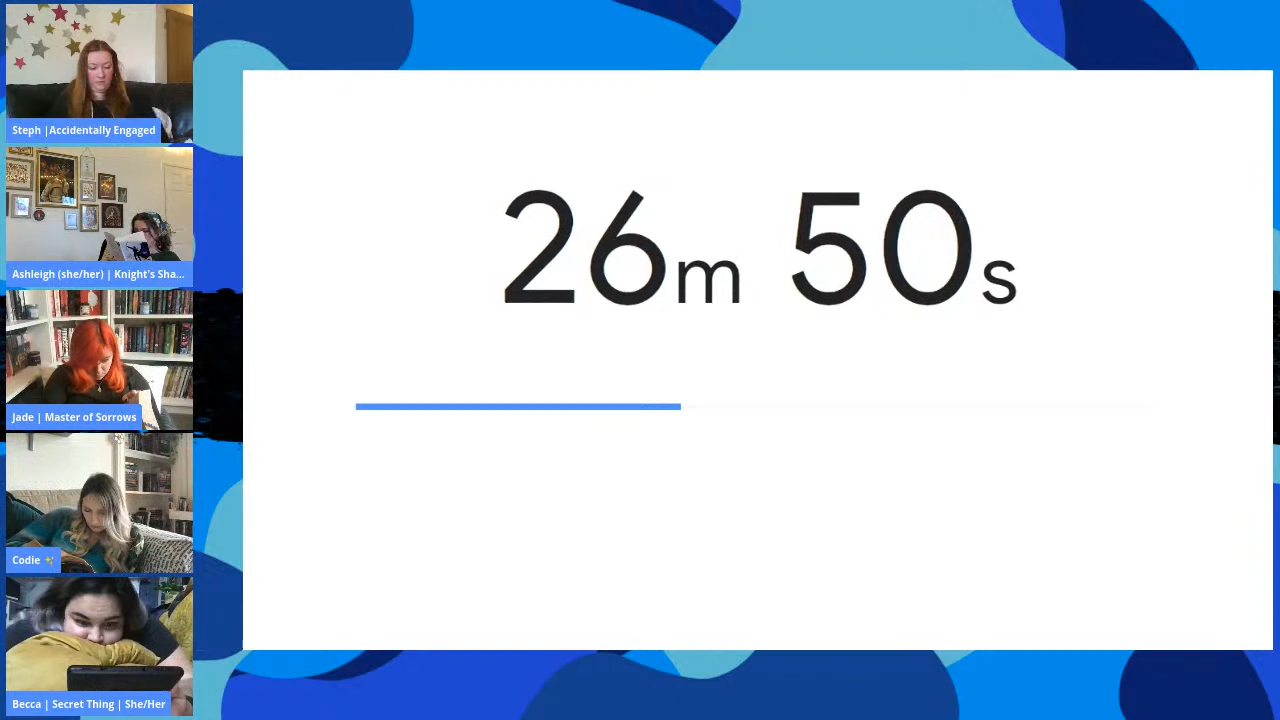 Steph |Accidentally Engaged
26m 50s
Ashleigh (she/her) | Knight's Sha...
Jade | Master of Sorrows
Codie ✨
Becca | Secret Thing | She/Her